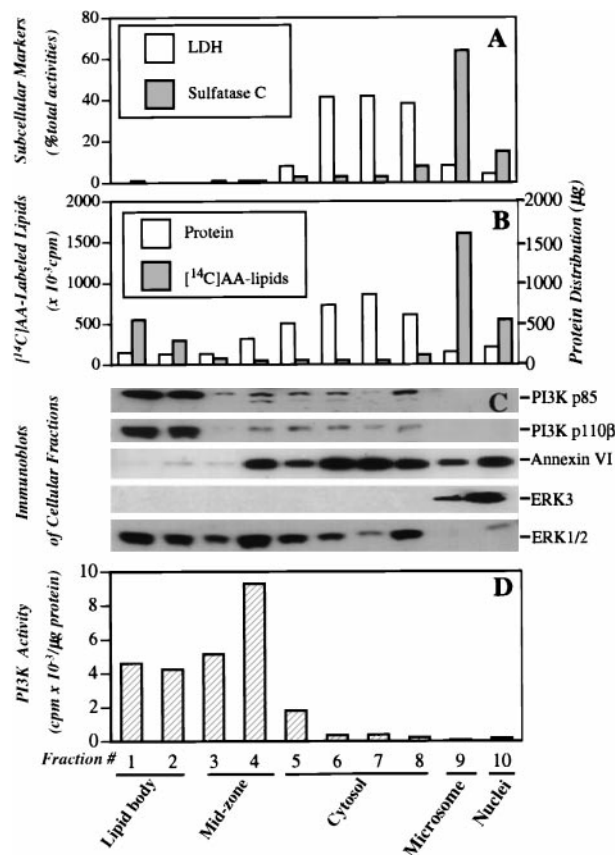 Subcellular Markers
(%total activities)
80
60
40
20
0
LDH
Sulfatase C
A
[¹⁴C]AA-Labeled Lipids
(x 10⁻³cpm)
2000
1500
1000
500
0
Protein
[¹⁴C]AA-lipids
B
2000
1500
1000
500
0
Protein Distribution (µg)
Immunoblots
of Cellular Fractions
C
PI3K p85
PI3K p110β
Annexin VI
ERK3
ERK1/2
PI3K Activity
(cpm x 10⁻³/µg protein)
10
8
6
4
2
0
D
Fraction # 1 2 3 4 5 6 7 8 9 10
Lipid body
Mid-zone
Cytosol
Microsome
Nuclei